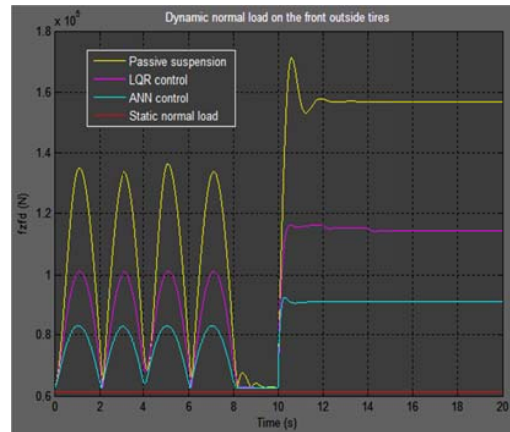 Dynamic normal load on the front outside tires
x 10^5
1.8
1.6
1.4
1.2
1
0.8
0.6
fzfd (N)
Passive suspension
LQR control
ANN control
Static normal load
0 2 4 6 8 10 12 14 16 18 20
Time (s)